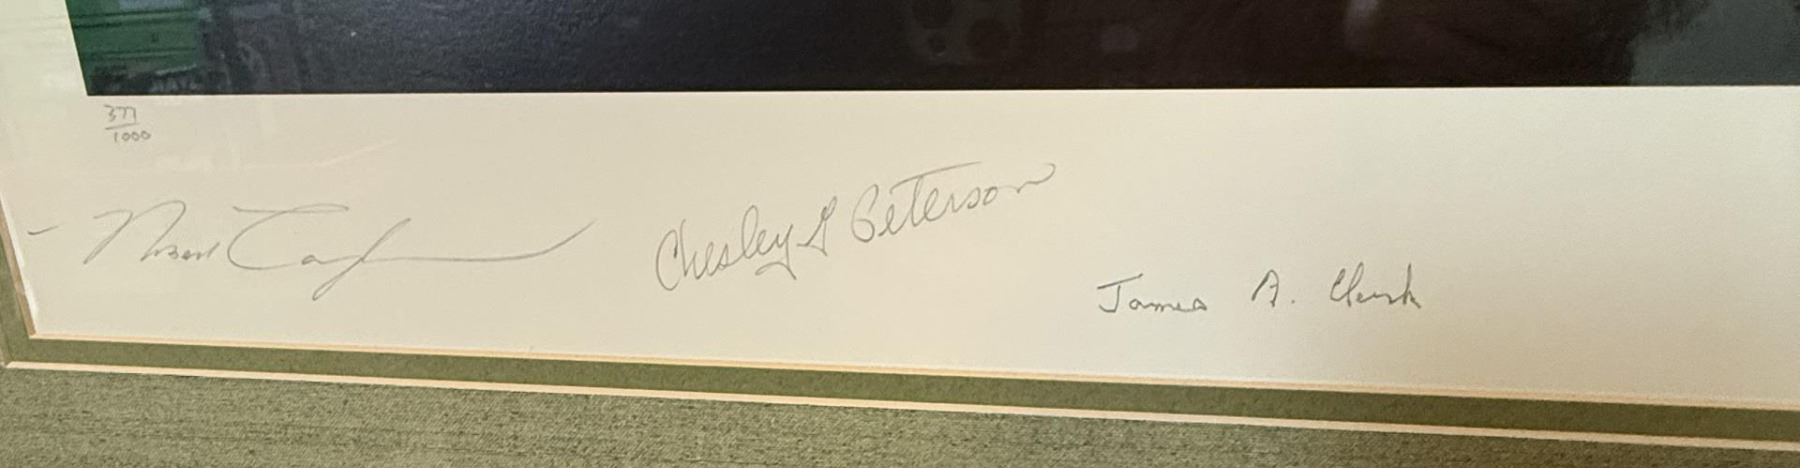 377
1000
Chesley G Peterson
James A. Clark